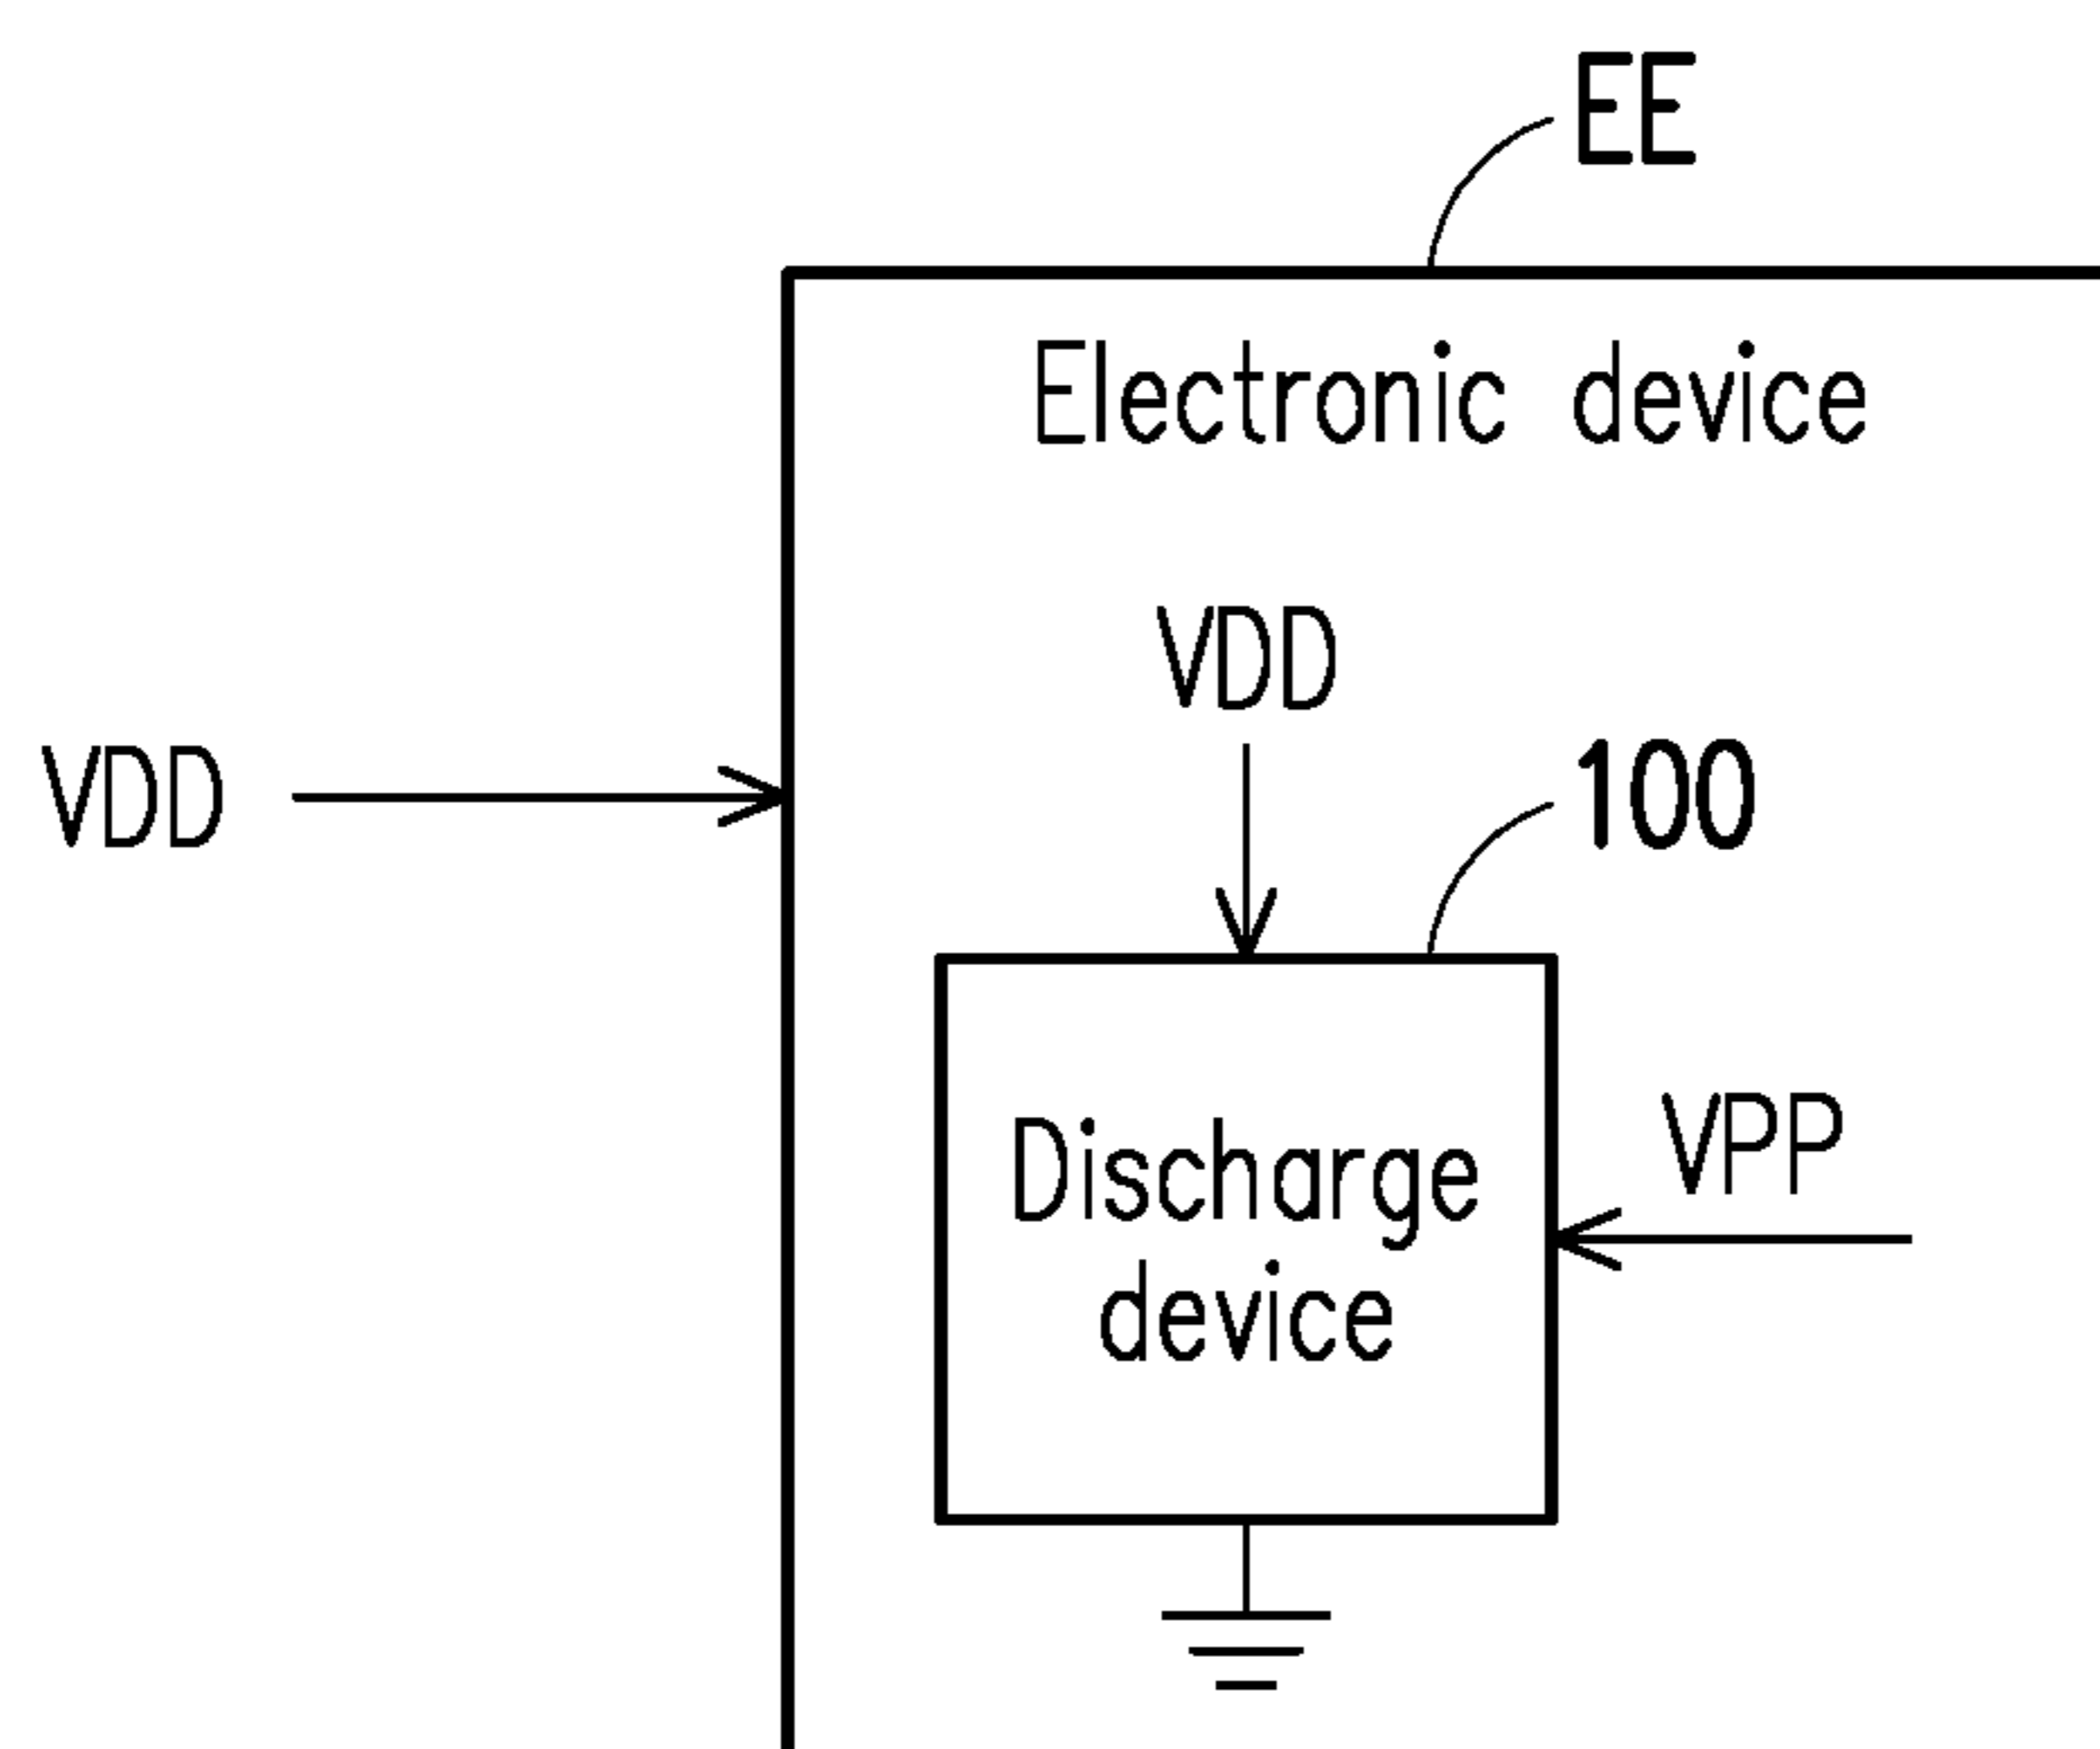 EE
Electronic device
VDD
VDD
100
VPP
Discharge
device